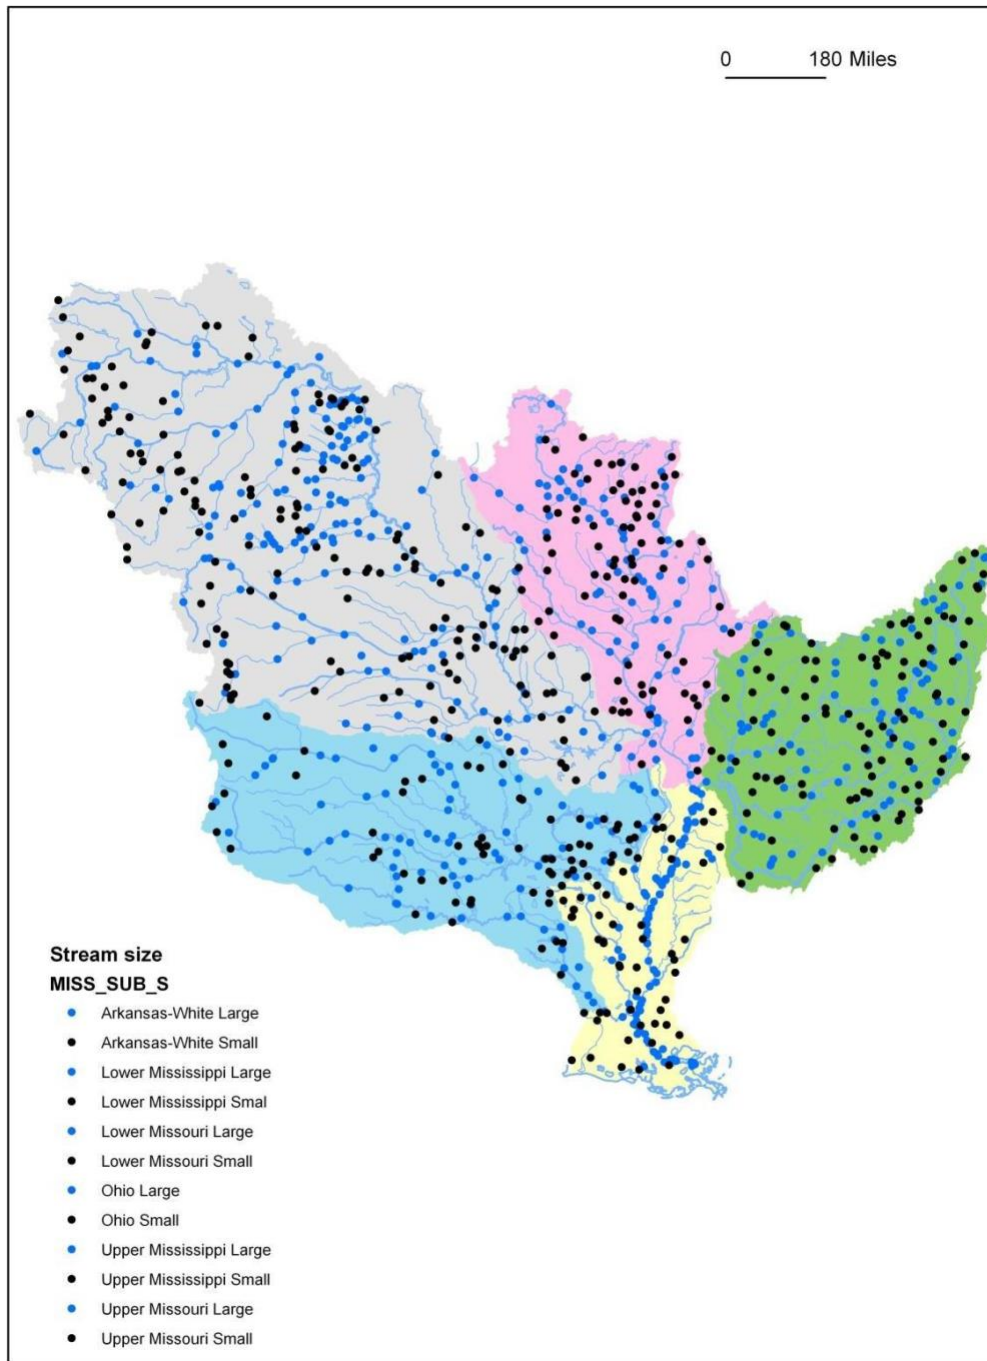 0 180 Miles
Stream size
MISS_SUB_S
Arkansas-White Large
Arkansas-White Small
Lower Mississippi Large
Lower Mississippi Smal
Lower Missouri Large
Lower Missouri Small
Ohio Large
Ohio Small
Upper Mississippi Large
Upper Mississippi Small
Upper Missouri Large
Upper Missouri Small